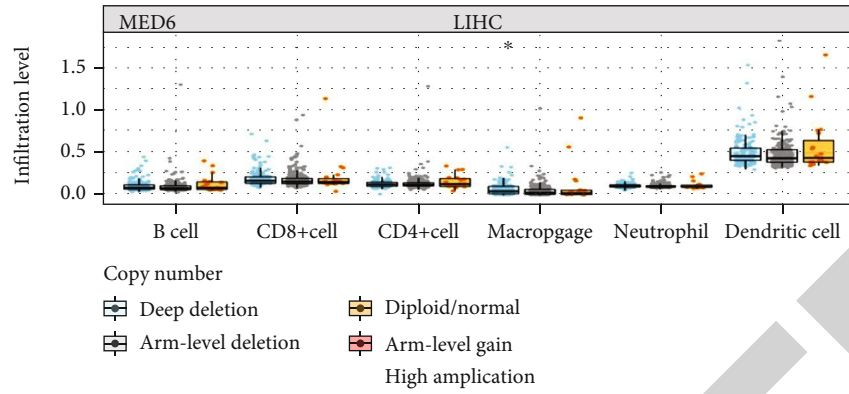 MED6 LIHC
*
Infiltration level
1.5
1.0
0.5
0.0
B cell CD8+cell CD4+cell Macropgage Neutrophil Dendritic cell
Copy number
Deep deletion Diploid/normal
Arm-level deletion Arm-level gain
High amplication